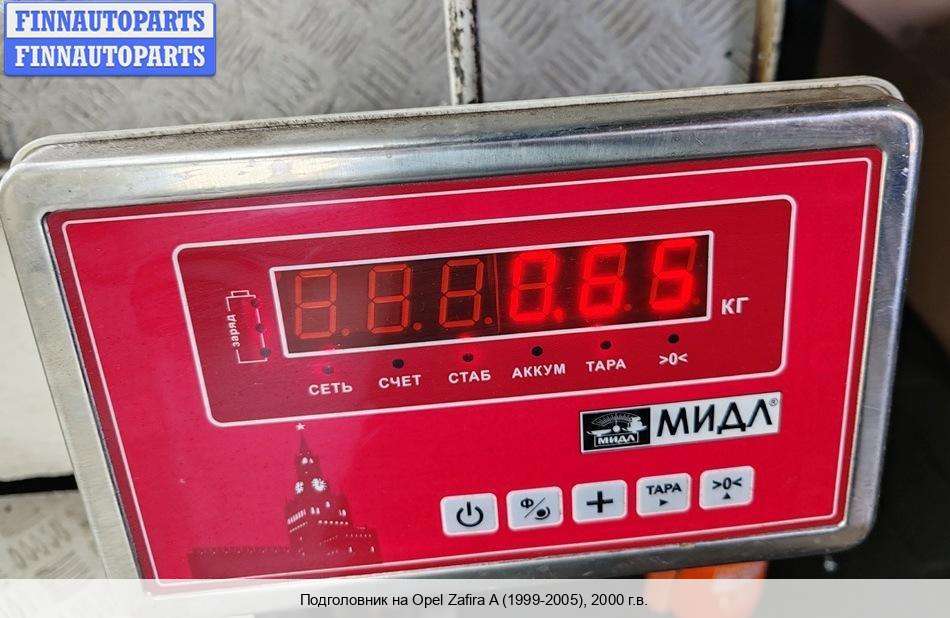 FINNAUTOPARTS
FINNAUTOPARTS
заряд
0.65
КГ
СЕТЬ СЧЕТ СТАБ АККУМ ТАРА >0<
МИДЛ МИДЛ®
Ф/ + ТАРА >0<
Подголовник на Opel Zafira A (1999-2005), 2000 г.в.